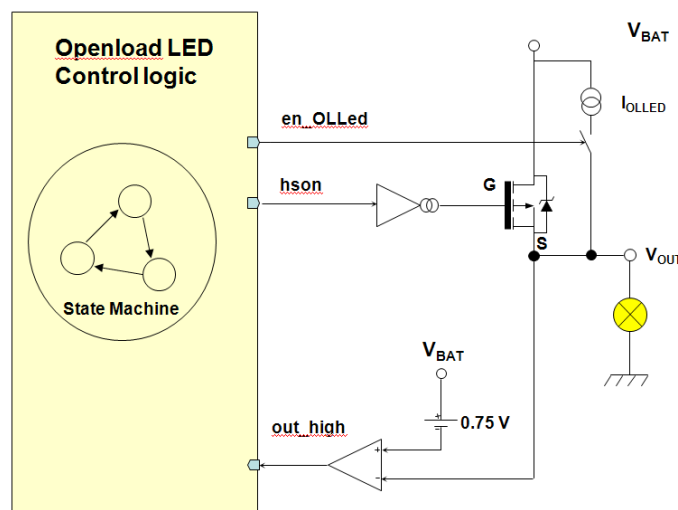 Openload LED
Control logic
V_BAT
I_OLLED
en_OLLed
hson
G
S
V_OUT
State Machine
V_BAT
+
-
0.75 V
out_high
+
-